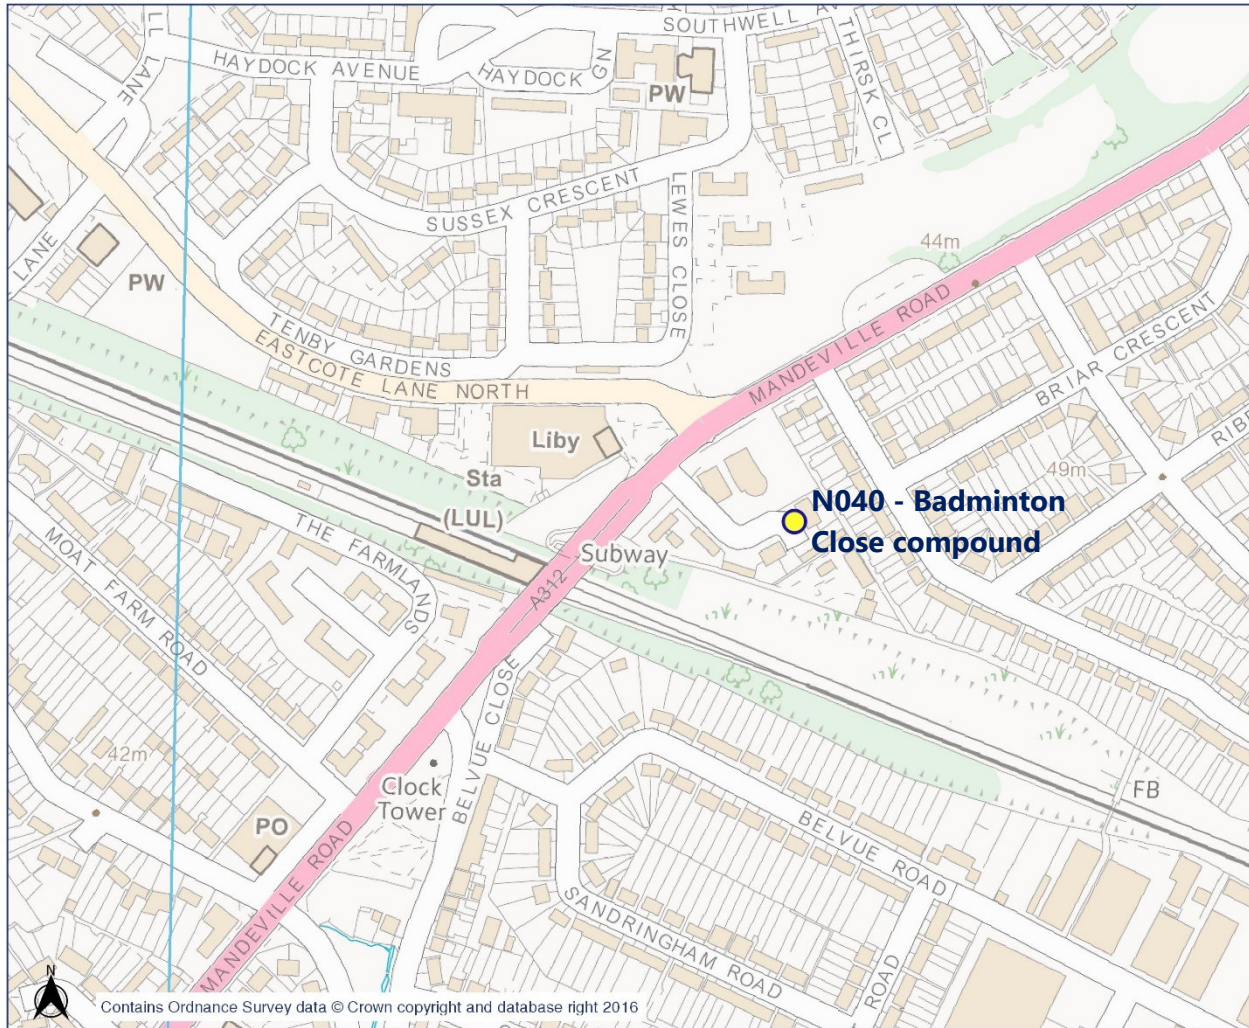 SOUTHWELL AV
LL
LANE
HAYDOCK AVENUE
HAYDOCK
GN
PW
THIRSK CL
SUSSEX CRESCENT
LEWES CLOSE
44m
LANE
PW
TENBY GARDENS
EASTCOTE LANE NORTH
MANDEVILLE ROAD
BRIAR CRESCENT
RIBE
Liby
Sta
(LUL)
49m
N040 - Badminton
Close compound
Subway
THE FARMLANDS
MOAT FARM ROAD
A312
BELVUE CLOSE
42m
Clock
Tower
PO
FB
BELVUE ROAD
MANDEVILLE ROAD
SANDRINGHAM ROAD
ROAD
N
Contains Ordnance Survey data © Crown copyright and database right 2016